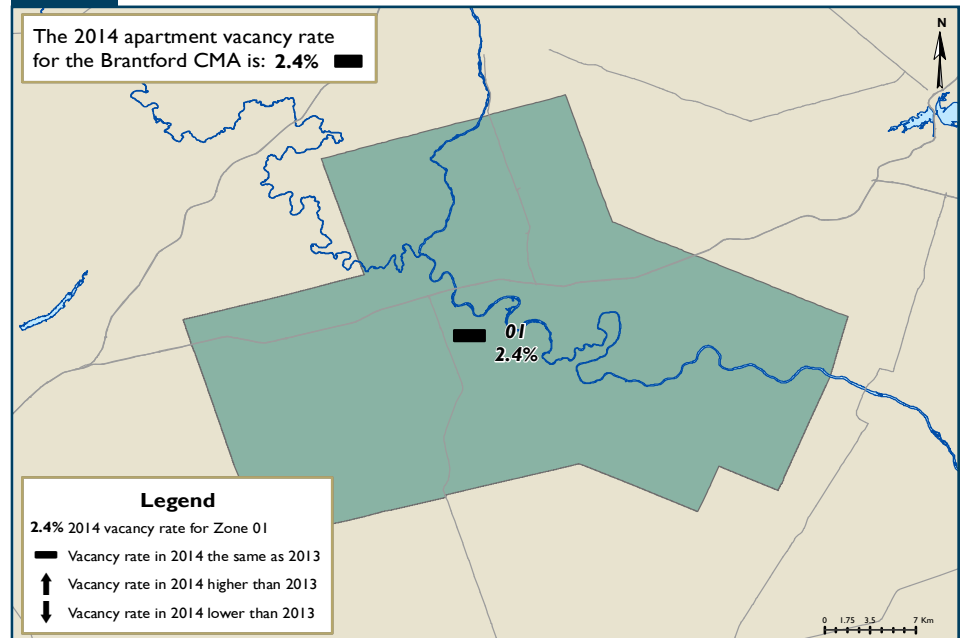 The 2014 apartment vacancy rate
for the Brantford CMA is: 2.4%
N
01
2.4%
Legend
2.4% 2014 vacancy rate for Zone 01
Vacancy rate in 2014 the same as 2013
Vacancy rate in 2014 higher than 2013
Vacancy rate in 2014 lower than 2013
0 1.75 3.5 7 Km